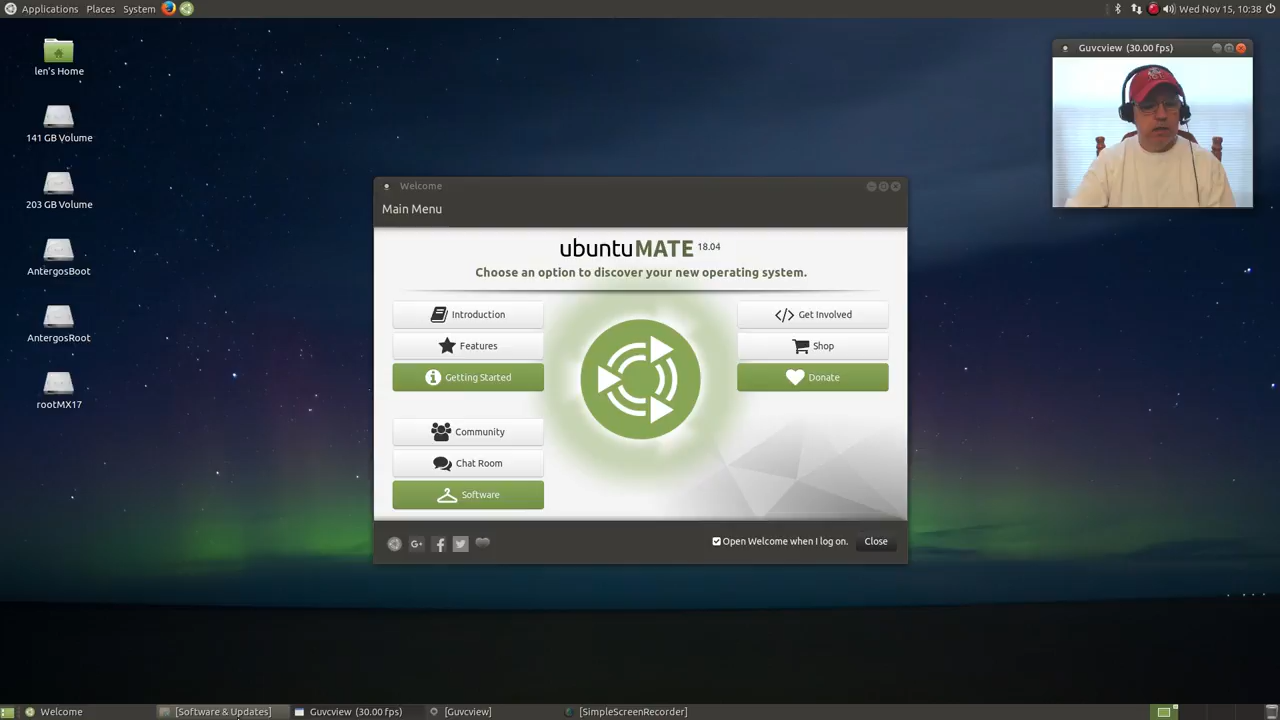 Applications Places System
Wed Nov 15, 10:38
len's Home
141 GB Volume
203 GB Volume
AntergosBoot
AntergosRoot
rootMX17
Guvcview (30.00 fps)
Welcome
Main Menu
ubuntuMATE 18.04
Choose an option to discover your new operating system.
Introduction
Features
Getting Started
Community
Chat Room
Software
Get Involved
Shop
Donate
G+
Open Welcome when I log on.
Close
Welcome
[Software & Updates]
Guvcview (30.00 fps)
[Guvcview]
[SimpleScreenRecorder]